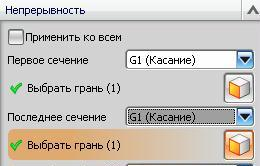 Непрерывность
Применить ко всем
Первое сечение G1 (Касание)
Выбрать грань (1)
Последнее сечение G1 (Касание)
Выбрать грань (1)